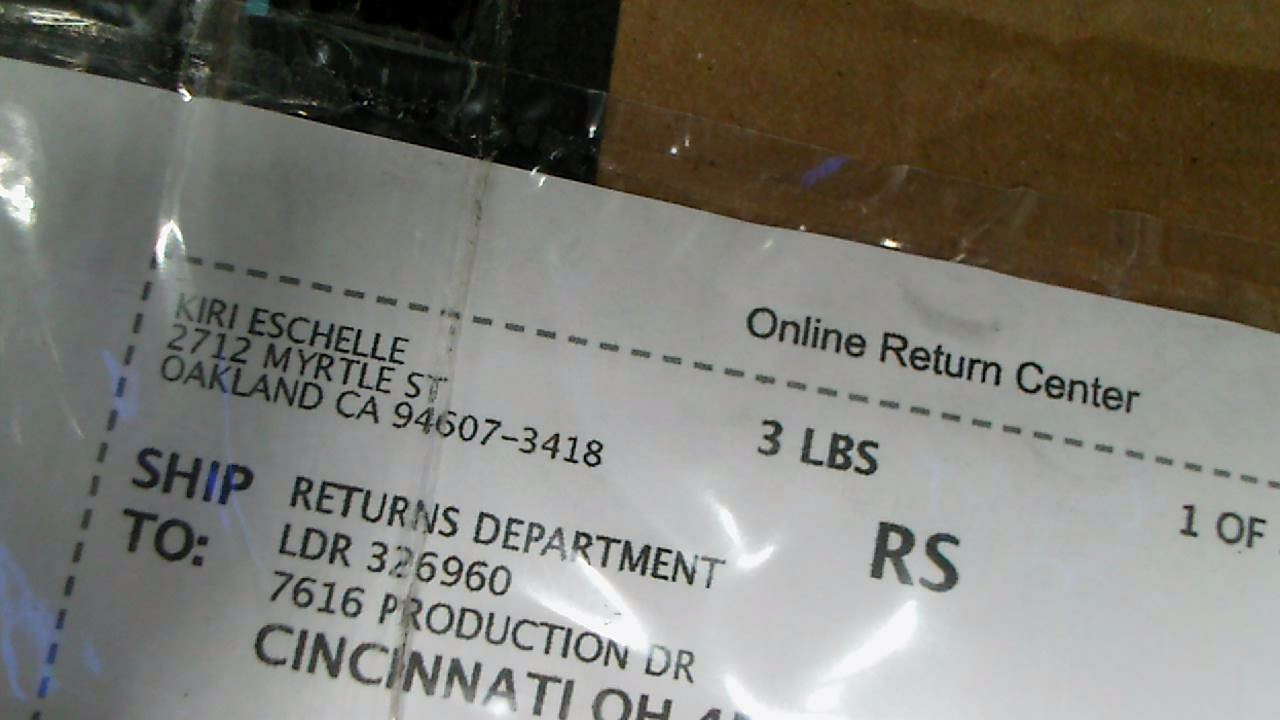 Online Return Center
KIRI ESCHELLE
2712 MYRTLE ST
OAKLAND CA 94607-3418
3 LBS
1 OF
SHIP TO:
RETURNS DEPARTMENT
LDR 326960
7616 PRODUCTION DR
CINCINNATI OH
RS